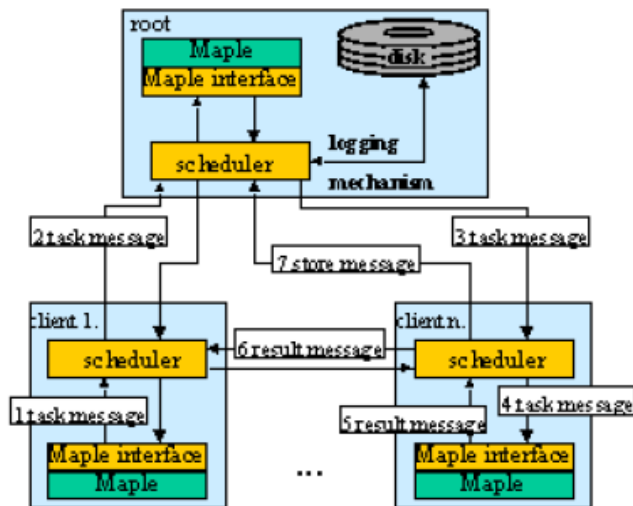 root
Maple
Maple interface
disk
logging
scheduler
mechanism
2 task message
3 task message
7 store message
client 1.
client n.
scheduler
6 result message
scheduler
1 task message
4 task message
5 result message
Maple interface
Maple interface
...
Maple
Maple